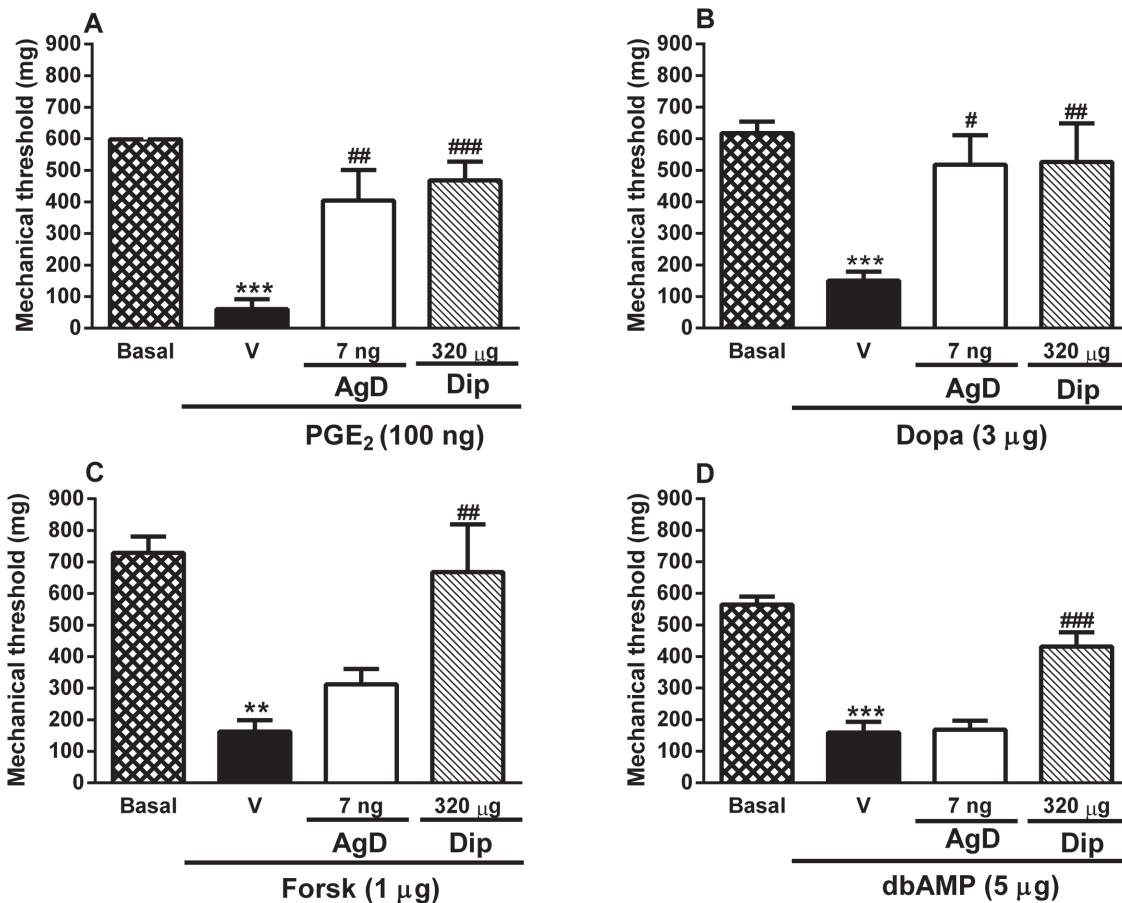 A
Mechanical threshold (mg)
900
800
700
600
500
400
300
200
100
0
***
##
###
Basal V 7 ng 320 μg
AgD Dip
PGE2 (100 ng)
B
Mechanical threshold (mg)
900
800
700
600
500
400
300
200
100
0
***
#
##
Basal V 7 ng 320 μg
AgD Dip
Dopa (3 μg)
C
Mechanical threshold (mg)
900
800
700
600
500
400
300
200
100
0
**
##
Basal V 7 ng 320 μg
AgD Dip
Forsk (1 μg)
D
Mechanical threshold (mg)
900
800
700
600
500
400
300
200
100
0
***
###
Basal V 7 ng 320 μg
AgD Dip
dbAMP (5 μg)